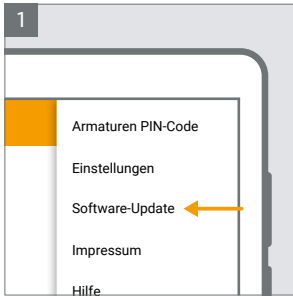 1
Armaturen PIN-Code
Einstellungen
Software-Update
Impressum
Hilfe